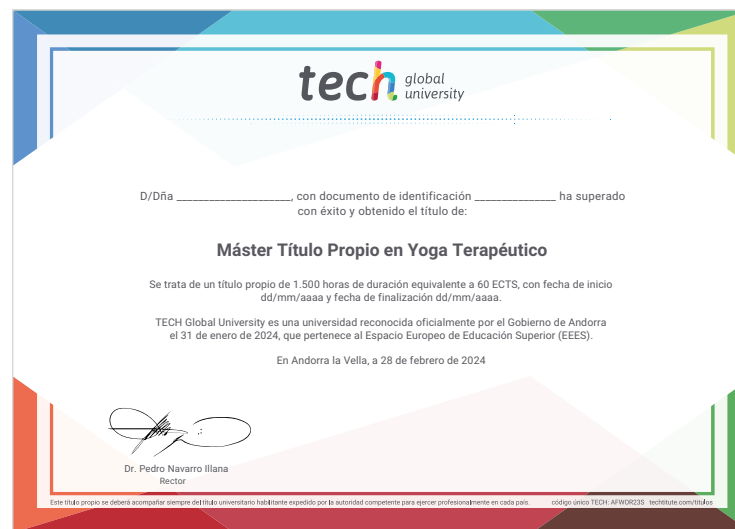 tech global university
D/Dña _____________________, con documento de identificación _______________ ha superado
con éxito y obtenido el título de:
Máster Título Propio en Yoga Terapéutico
Se trata de un título propio de 1.500 horas de duración equivalente a 60 ECTS, con fecha de inicio
dd/mm/aaaa y fecha de finalización dd/mm/aaaa.
TECH Global University es una universidad reconocida oficialmente por el Gobierno de Andorra
el 31 de enero de 2024, que pertenece al Espacio Europeo de Educación Superior (EEES).
En Andorra la Vella, a 28 de febrero de 2024
Dr. Pedro Navarro Illana
Rector
Este título propio se deberá acompañar siempre del título universitario habilitante expedido por la autoridad competente para ejercer profesionalmente en cada país. código único TECH: AFWOR23S techtitute.com/titulos